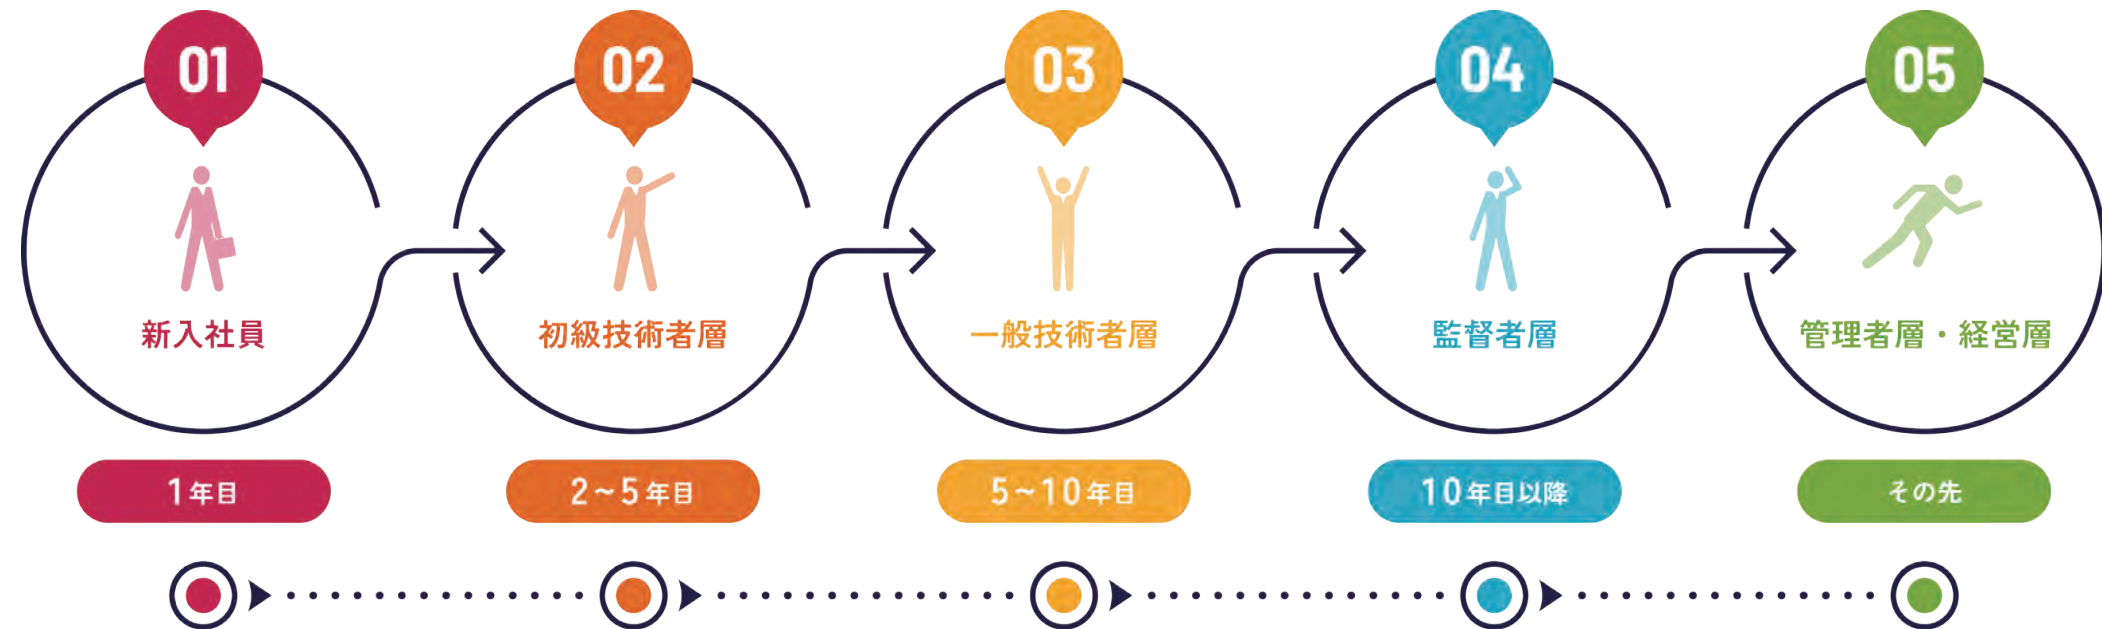 01
02
03
04
05
新入社員
初級技術者層
一般技術者層
監督者層
管理者層・経営層
1年目
2~5年目
5~10年目
10年目以降
その先